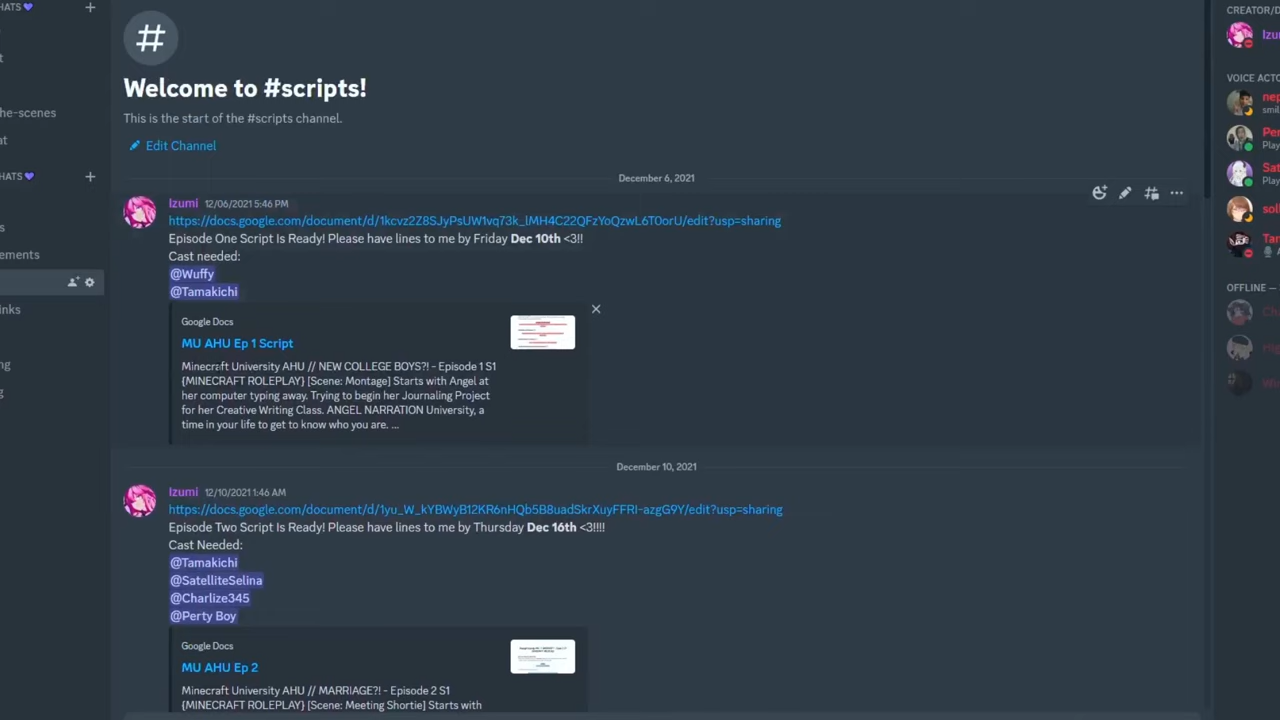 HATS💜
t
he-scenes
at
HATS💜
s
ements
inks
ng
g
#
Welcome to #scripts!
This is the start of the #scripts channel.
Edit Channel
December 6, 2021
Izumi 12/06/2021 5:46 PM
https://docs.google.com/document/d/1kcvz2Z8SJyPsUW1vq73k_lMH4C22QFzYoQzwL6T0orU/edit?usp=sharing
Episode One Script Is Ready! Please have lines to me by Friday Dec 10th <3!!
Cast needed:
@Wuffy
@Tamakichi
Google Docs
MU AHU Ep 1 Script
Minecraft University AHU // NEW COLLEGE BOYS?! - Episode 1 S1
{MINECRAFT ROLEPLAY} [Scene: Montage] Starts with Angel at
her computer typing away. Trying to begin her Journaling Project
for her Creative Writing Class. ANGEL NARRATION University, a
time in your life to get to know who you are. ...
December 10, 2021
Izumi 12/10/2021 1:46 AM
https://docs.google.com/document/d/1yu_W_kYBWyB12KR6nHQb5B8uadSkrXuyFFRI-azgG9Y/edit?usp=sharing
Episode Two Script Is Ready! Please have lines to me by Thursday Dec 16th <3!!!!
Cast Needed:
@Tamakichi
@SatelliteSelina
@Charlize345
@Perty Boy
Google Docs
MU AHU Ep 2
Minecraft University AHU // MARRIAGE?! - Episode 2 S1
{MINECRAFT ROLEPLAY} [Scene: Meeting Shortie] Starts with
CREATOR/D
Izu
VOICE ACTO
nep
smil
Per
Play
Sat
Play
soll
Tar
OFFLINE —